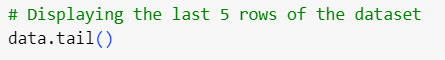 # Displaying the last 5 rows of the dataset
data.tail()